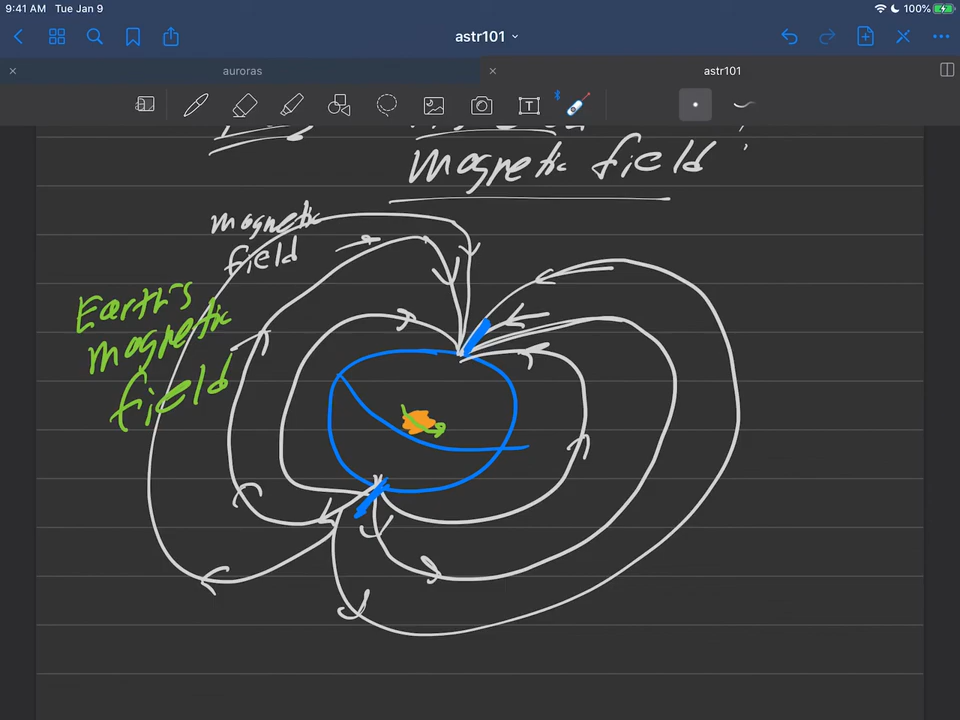 9:41 AM Tue Jan 9
100%
astr101
auroras
astr101
T
magnetic field
magnetic
field
Earth's
magnetic
field